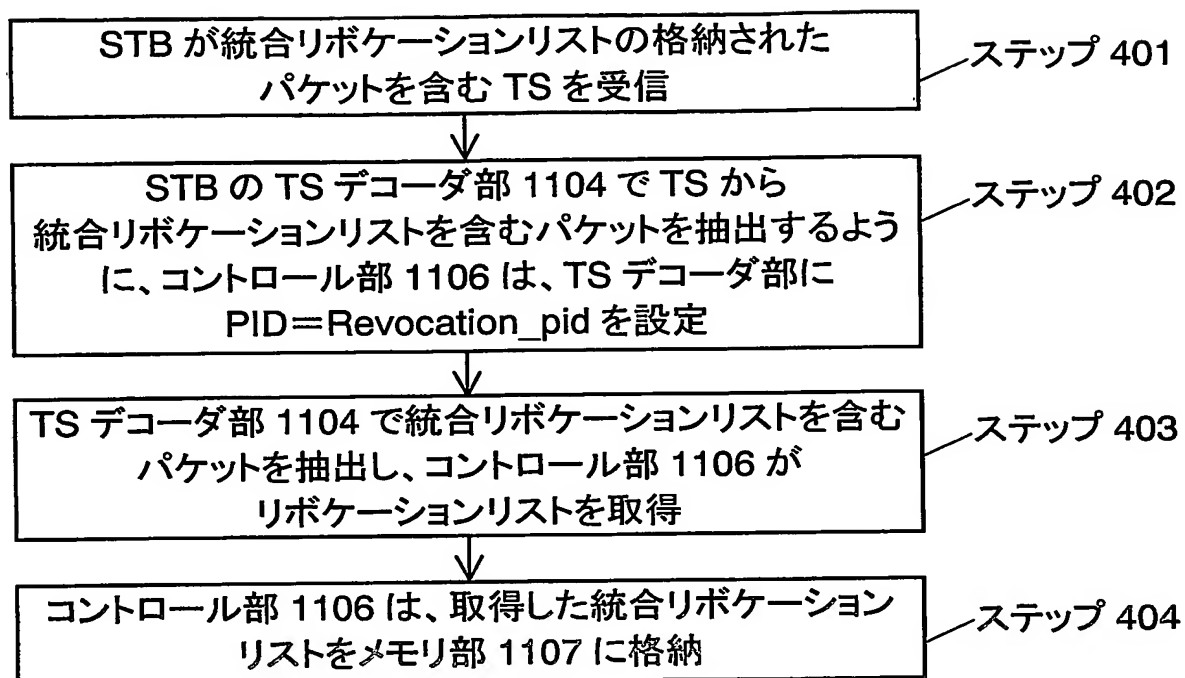 STB が統合リボケーションリストの格納された
パケットを含む TS を受信
ステップ 401
STB の TS デコーダ部 1104 で TS から
統合リボケーションリストを含むパケットを抽出するよう
に、コントロール部 1106 は、TS デコーダ部に
PID＝Revocation_pid を設定
ステップ 402
TS デコーダ部 1104 で統合リボケーションリストを含む
パケットを抽出し、コントロール部 1106 が
リボケーションリストを取得
ステップ 403
コントロール部 1106 は、取得した統合リボケーション
リストをメモリ部 1107 に格納
ステップ 404